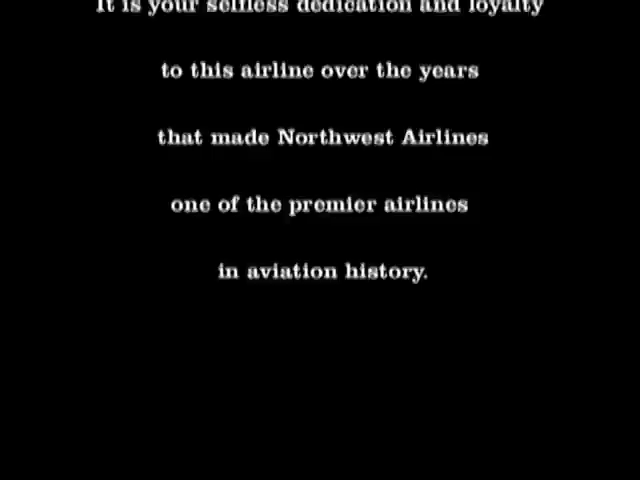 It is your selfless dedication and loyalty
to this airline over the years
that made Northwest Airlines
one of the premier airlines
in aviation history.